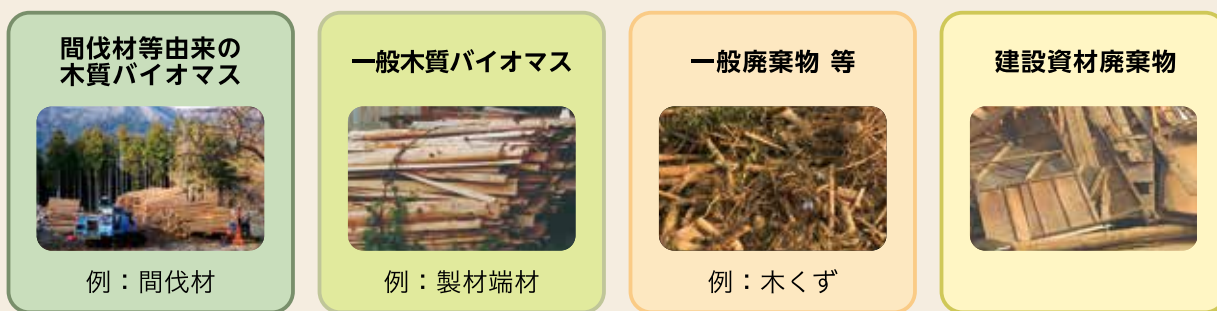 間伐材等由来の
木質バイオマス
例：間伐材
一般木質バイオマス
例：製材端材
一般廃棄物 等
例：木くず
建設資材廃棄物